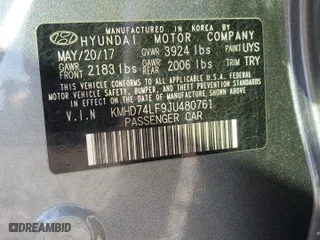 MANUFACTURED IN KOREA BY
HYUNDAI MOTOR COMPANY
MAY/20/17 GVWR 3924 lbs PAINT UYS
GAWR FRONT 2183 lbs GAWR REAR 2006 lbs TRIM TRY
THIS VEHICLE CONFORMS TO ALL APPLICABLE
MOTOR VEHICLE SAFETY, BUMPER, AND THEFT PREVENTION
STANDARDS IN EFFECT ON THE DATE OF MANUFACTURE
SHOWN ABOVE.
V.I.N KMHD74LF9JU480761
PASSENGER CAR
AUTOBIDMASTER